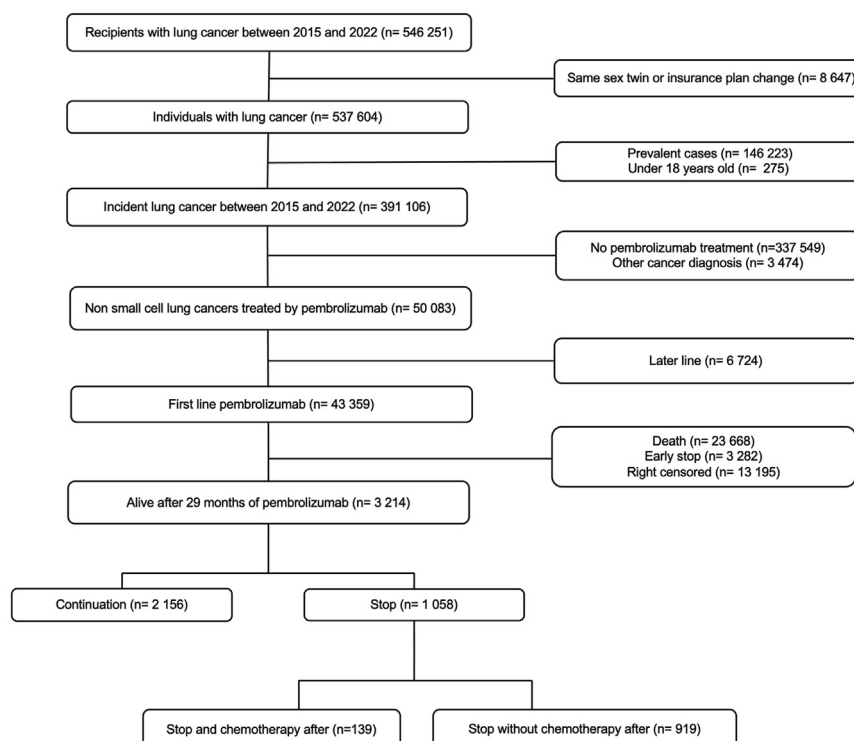 Recipients with lung cancer between 2015 and 2022 (n= 546 251)
Same sex twin or insurance plan change (n= 8 647)
Individuals with lung cancer (n= 537 604)
Prevalent cases (n= 146 223)
Under 18 years old (n=  275)
Incident lung cancer between 2015 and 2022 (n= 391 106)
No pembrolizumab treatment (n=337 549)
Other cancer diagnosis (n= 3 474)
Non small cell lung cancers treated by pembrolizumab (n= 50 083)
Later line (n= 6 724)
First line pembrolizumab (n= 43 359)
Death (n= 23 668)
Early stop (n= 3 282)
Right censored (n= 13 195)
Alive after 29 months of pembrolizumab (n= 3 214)
Continuation (n= 2 156)
Stop (n= 1 058)
Stop and chemotherapy after (n=139)
Stop without chemotherapy after (n= 919)